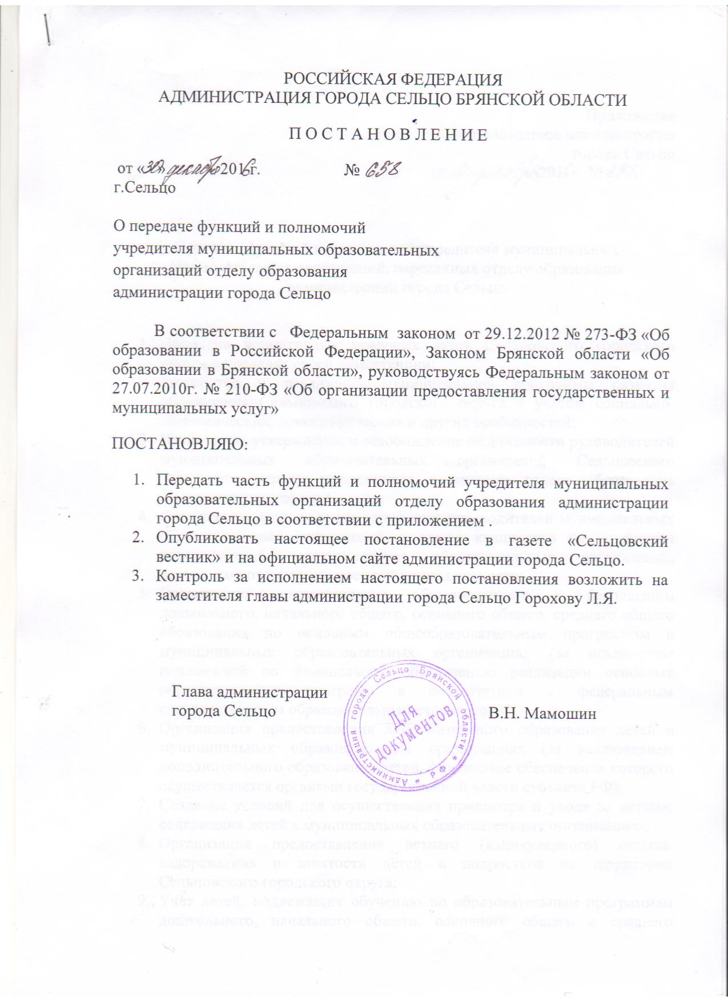 РОССИЙСКАЯ ФЕДЕРАЦИЯ
АДМИНИСТРАЦИЯ ГОРОДА СЕЛЬЦО БРЯНСКОЙ ОБЛАСТИ
П О С Т А Н О В Л Е Н И Е
от «30» декабря 2016г. № 658
г.Сельцо
О передаче функций и полномочий
учредителя муниципальных образовательных
организаций отделу образования
администрации города Сельцо
В соответствии с Федеральным законом от 29.12.2012 № 273-ФЗ «Об
образовании в Российской Федерации», Законом Брянской области «Об
образовании в Брянской области», руководствуясь Федеральным законом от
27.07.2010г. № 210-ФЗ «Об организации предоставления государственных и
муниципальных услуг»
ПОСТАНОВЛЯЮ:
1. Передать часть функций и полномочий учредителя муниципальных
образовательных организаций отделу образования администрации
города Сельцо в соответствии с приложением .
2. Опубликовать настоящее постановление в газете «Сельцовский
вестник» и на официальном сайте администрации города Сельцо.
3. Контроль за исполнением настоящего постановления возложить на
заместителя главы администрации города Сельцо Горохову Л.Я.
Глава администрации
города Сельцо В.Н. Мамошин
Администрация города Сельцо Брянской области * РФ *
Для
документов